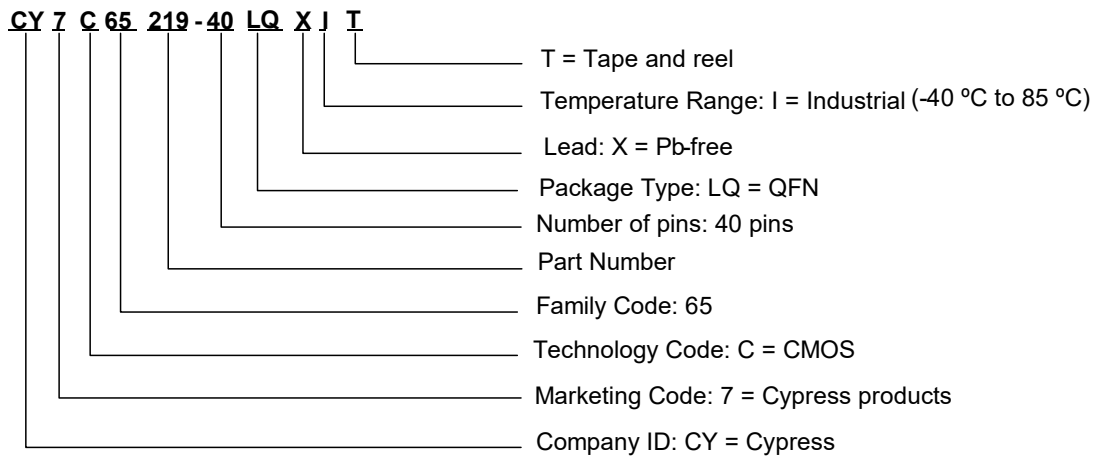 CY 7 C 65 219 - 40 LQ X I T
T = Tape and reel
Temperature Range: I = Industrial (-40 ºC to 85 ºC)
Lead: X = Pb-free
Package Type: LQ = QFN
Number of pins: 40 pins
Part Number
Family Code: 65
Technology Code: C = CMOS
Marketing Code: 7 = Cypress products
Company ID: CY = Cypress